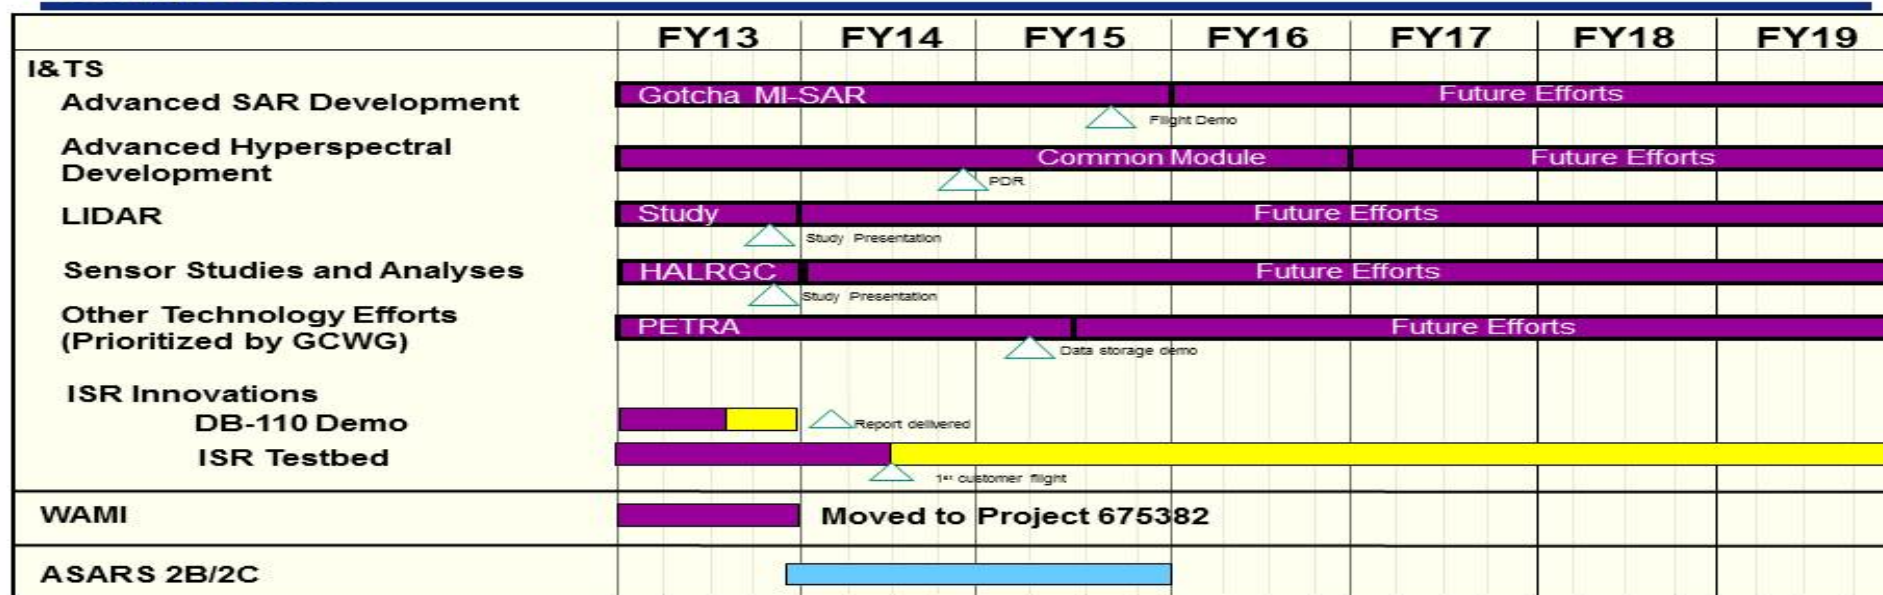 FY13 FY14 FY15 FY16 FY17 FY18 FY19
I&TS
Advanced SAR Development
Gotcha MI-SAR
Future Efforts
Flight Demo
Advanced Hyperspectral
Development
Common Module
Future Efforts
PDR
LIDAR
Study
Future Efforts
Study Presentation
Sensor Studies and Analyses
HALRGC
Future Efforts
Study Presentation
Other Technology Efforts
(Prioritized by GCWG)
PETRA
Future Efforts
Data storage demo
ISR Innovations
DB-110 Demo
Report delivered
ISR Testbed
1st customer flight
WAMI
Moved to Project 675382
ASARS 2B/2C